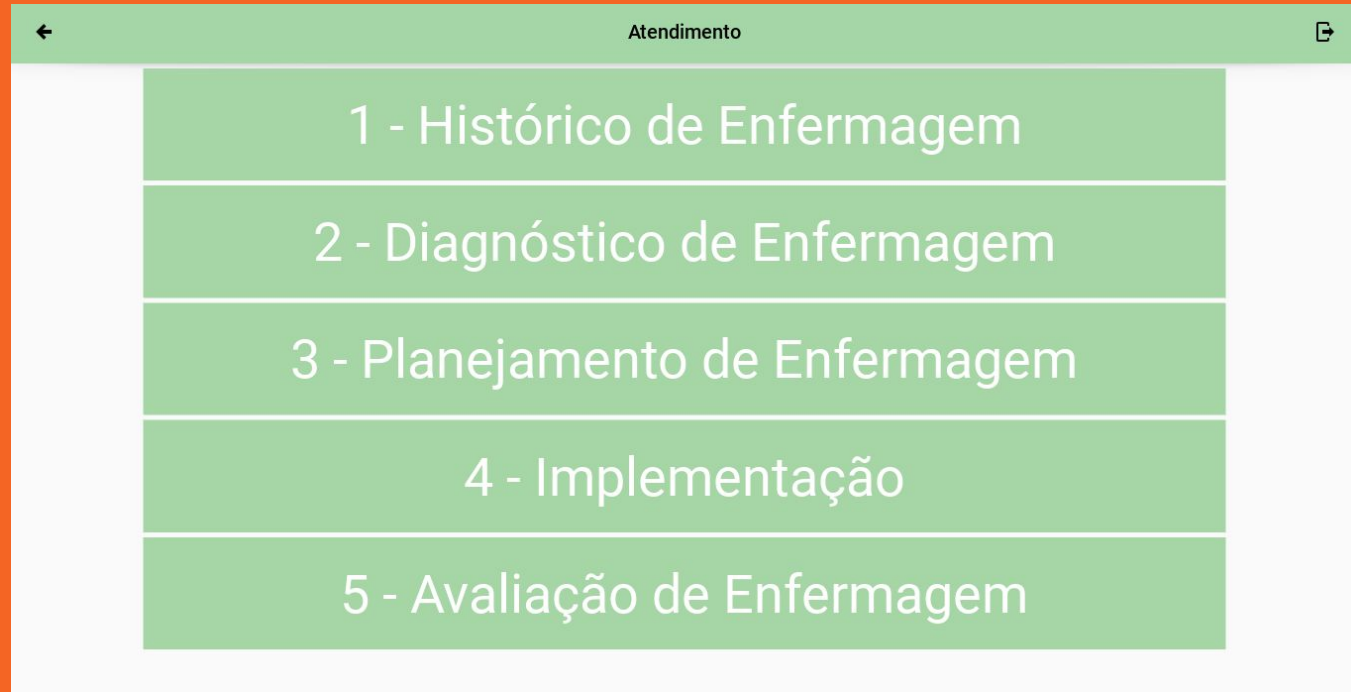 Atendimento
1 - Histórico de Enfermagem
2 - Diagnóstico de Enfermagem
3 - Planejamento de Enfermagem
4 - Implementação
5 - Avaliação de Enfermagem